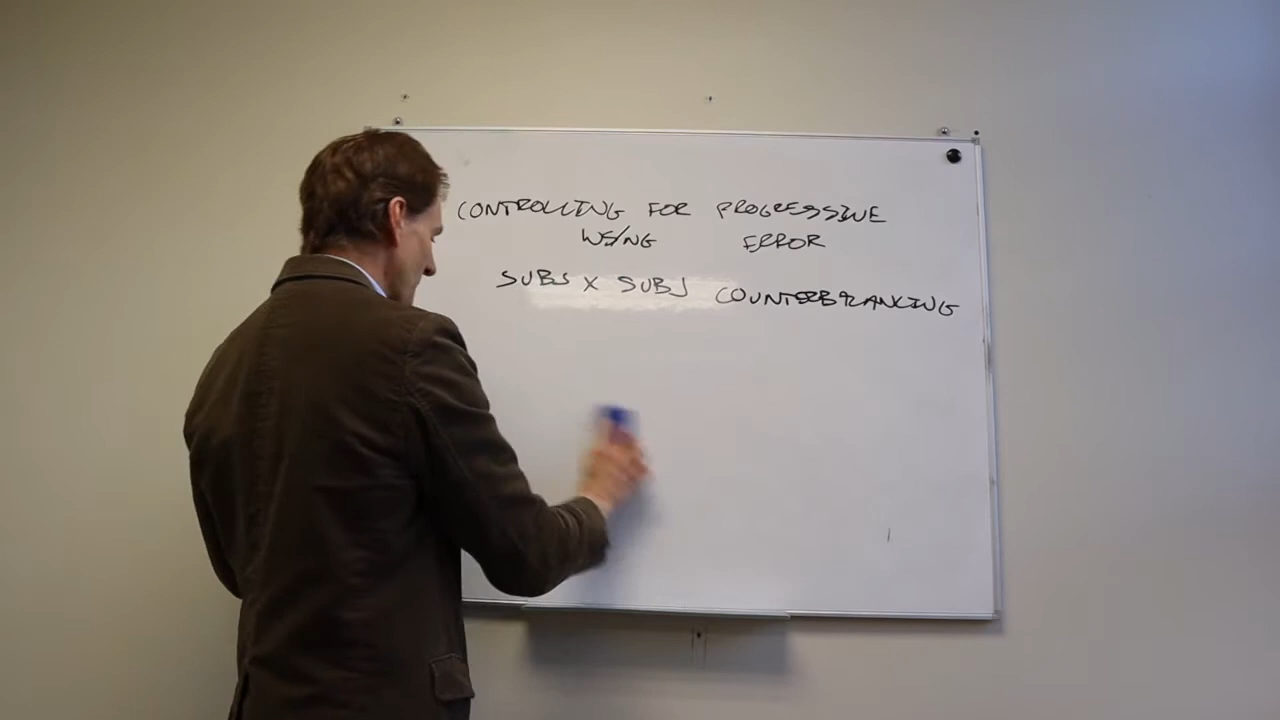 CONTROLLING FOR PROGRESSIVE
USING ERROR
SUBJ X SUBJ COUNTERBALANCING